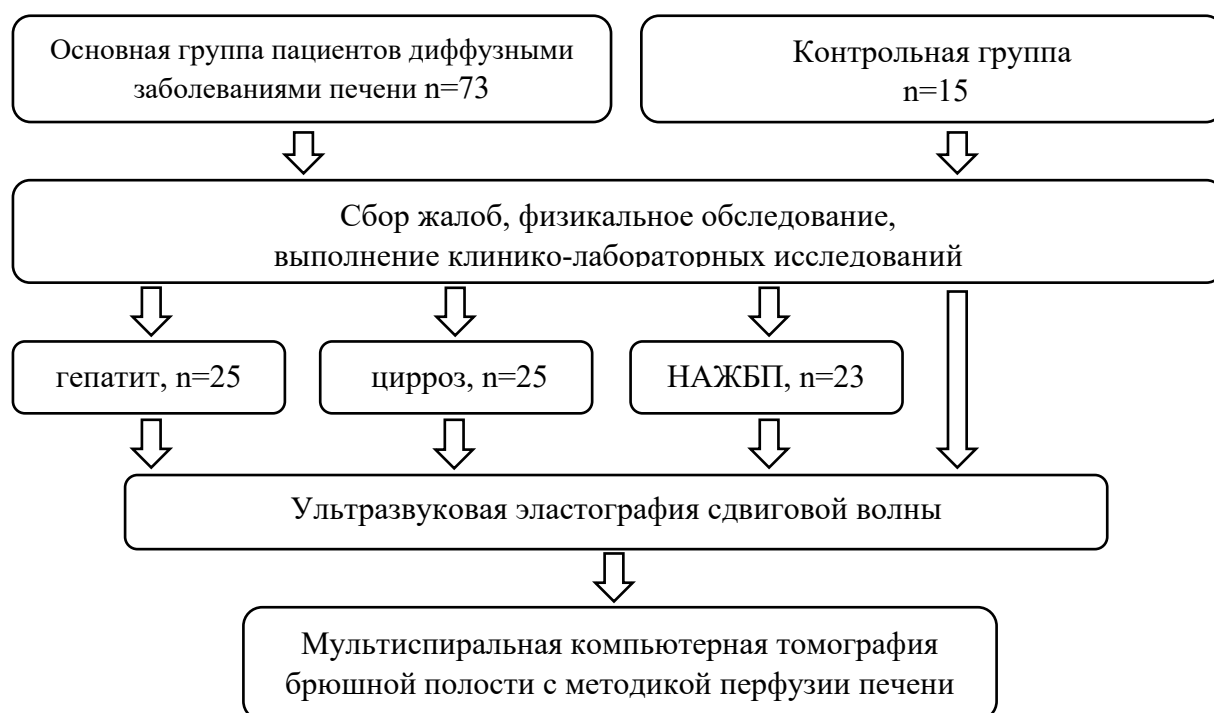 Основная группа пациентов диффузными
заболеваниями печени n=73
Контрольная группа
n=15
Сбор жалоб, физикальное обследование,
выполнение клинико-лабораторных исследований
гепатит, n=25
цирроз, n=25
НАЖБП, n=23
Ультразвуковая эластография сдвиговой волны
Мультиспиральная компьютерная томография
брюшной полости с методикой перфузии печени